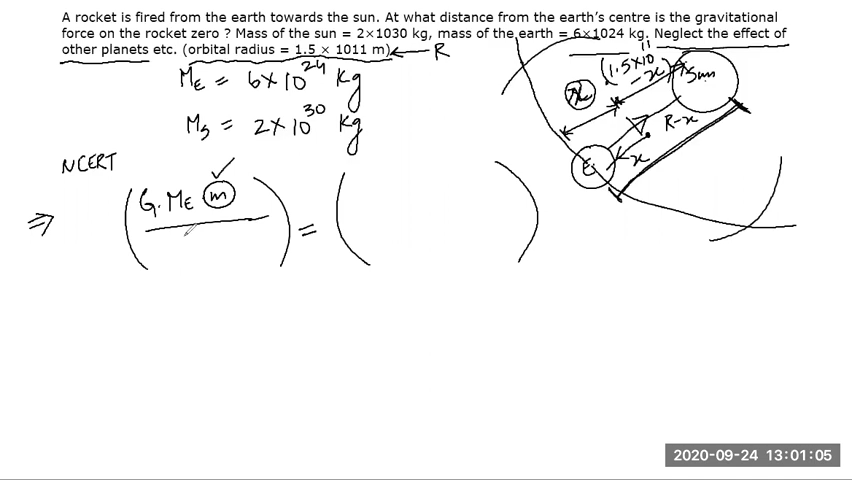 A rocket is fired from the earth towards the sun. At what distance from the earth's centre is the gravitational
force on the rocket zero ? Mass of the sun = 2×1030 kg, mass of the earth = 6×1024 kg. Neglect the effect of
other planets etc. (orbital radius = 1.5 × 1011 m) ← R
M_E = 6×10^24 kg
(1.5×10^11 - x)
Sun
x
M_S = 2×10^30 kg
R-x
NCERT
E
x
⇒ (G.M_E m) = ( )
2020-09-24 13:01:05